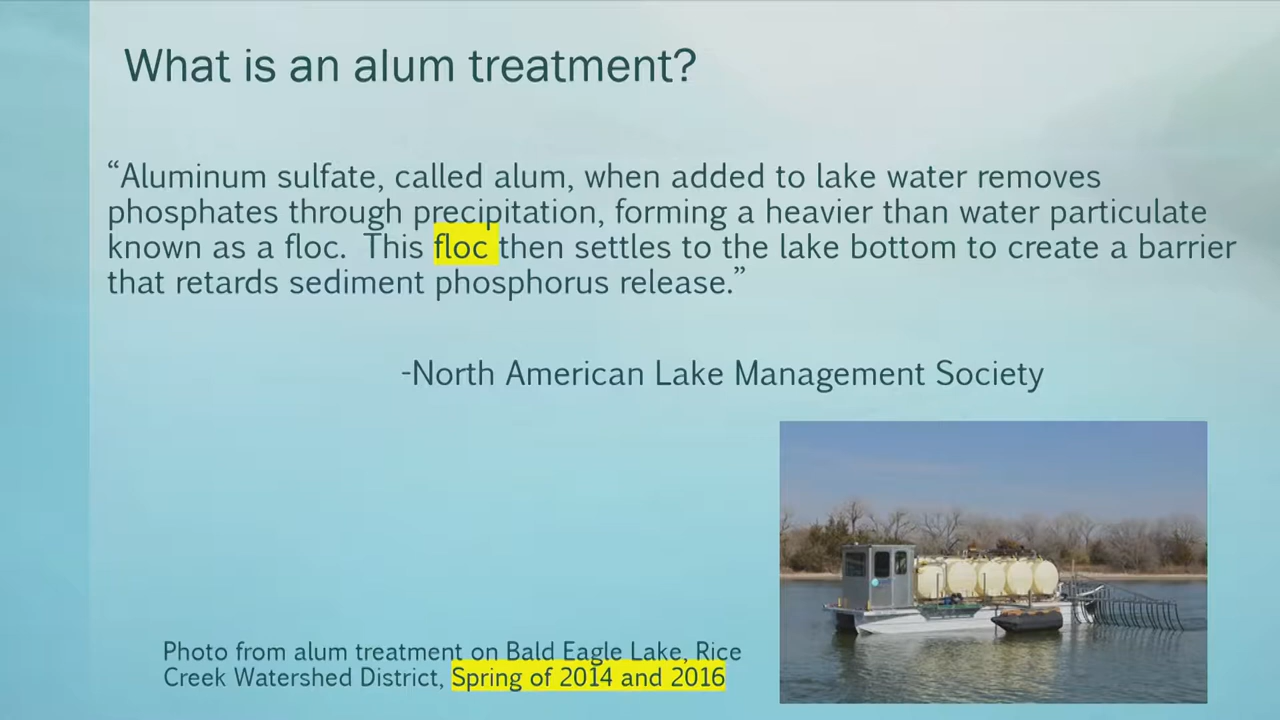 What is an alum treatment?
“Aluminum sulfate, called alum, when added to lake water removes
phosphates through precipitation, forming a heavier than water particulate
known as a floc.  This floc then settles to the lake bottom to create a barrier
that retards sediment phosphorus release.”
-North American Lake Management Society
Photo from alum treatment on Bald Eagle Lake, Rice
Creek Watershed District, Spring of 2014 and 2016